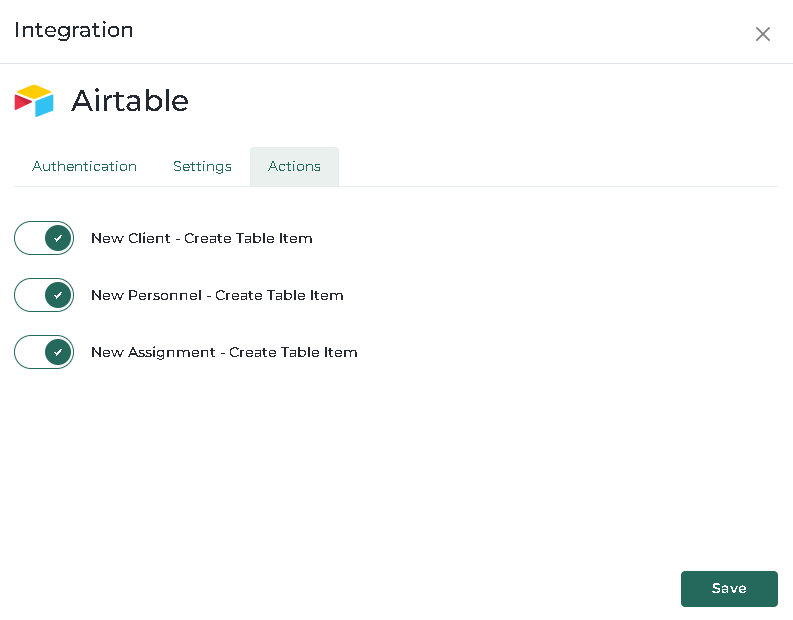 Integration
Airtable
Authentication Settings Actions
New Client - Create Table Item
New Personnel - Create Table Item
New Assignment - Create Table Item
Save